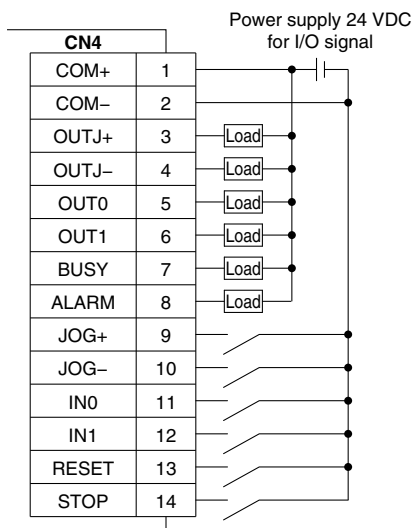 Power supply 24 VDC
for I/O signal
CN4
COM+ 1
COM− 2
OUTJ+ 3 Load
OUTJ− 4 Load
OUT0 5 Load
OUT1 6 Load
BUSY 7 Load
ALARM 8 Load
JOG+ 9
JOG− 10
IN0 11
IN1 12
RESET 13
STOP 14